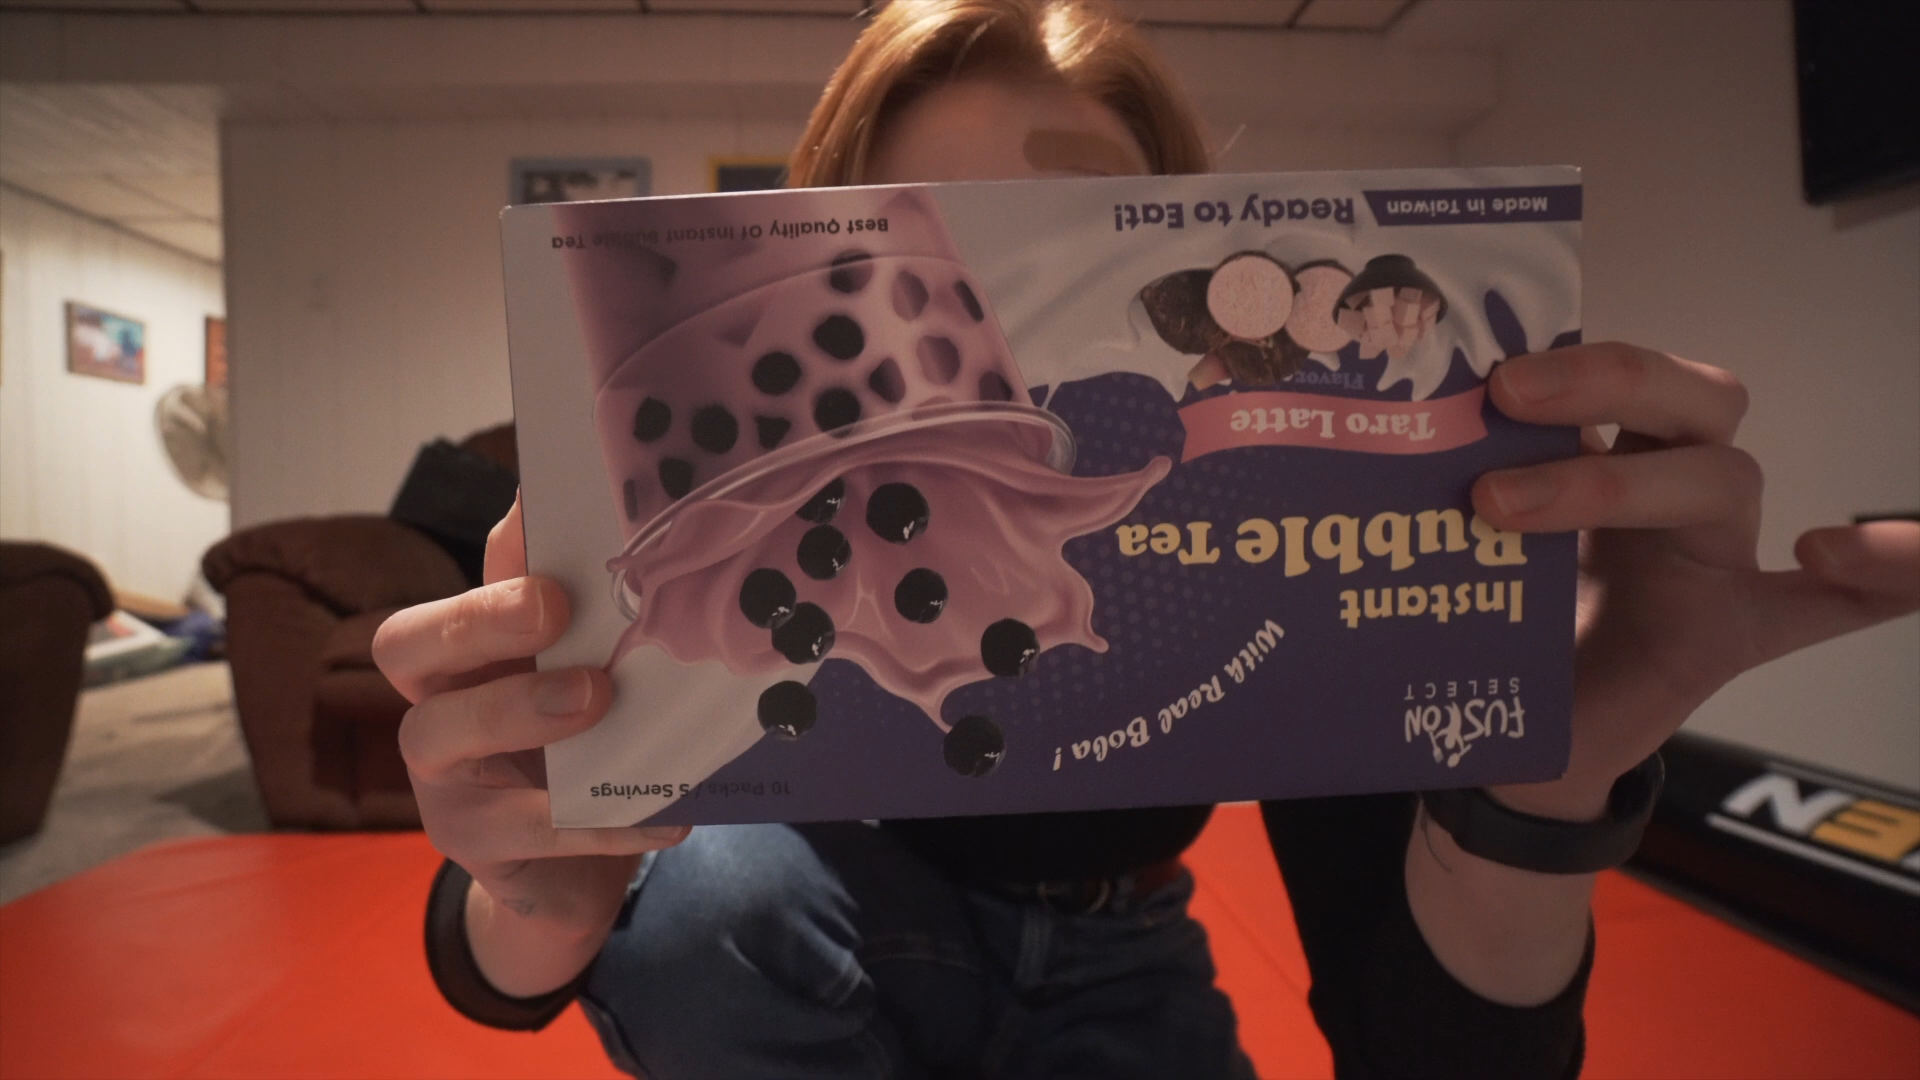 FUSION
SELECT
With Real Boba!
Instant
Bubble Tea
Taro Latte
Flavor
Made in Taiwan
Ready to Eat!
10 Packs / 5 Servings
Best Quality Of Instant Bubble Tea